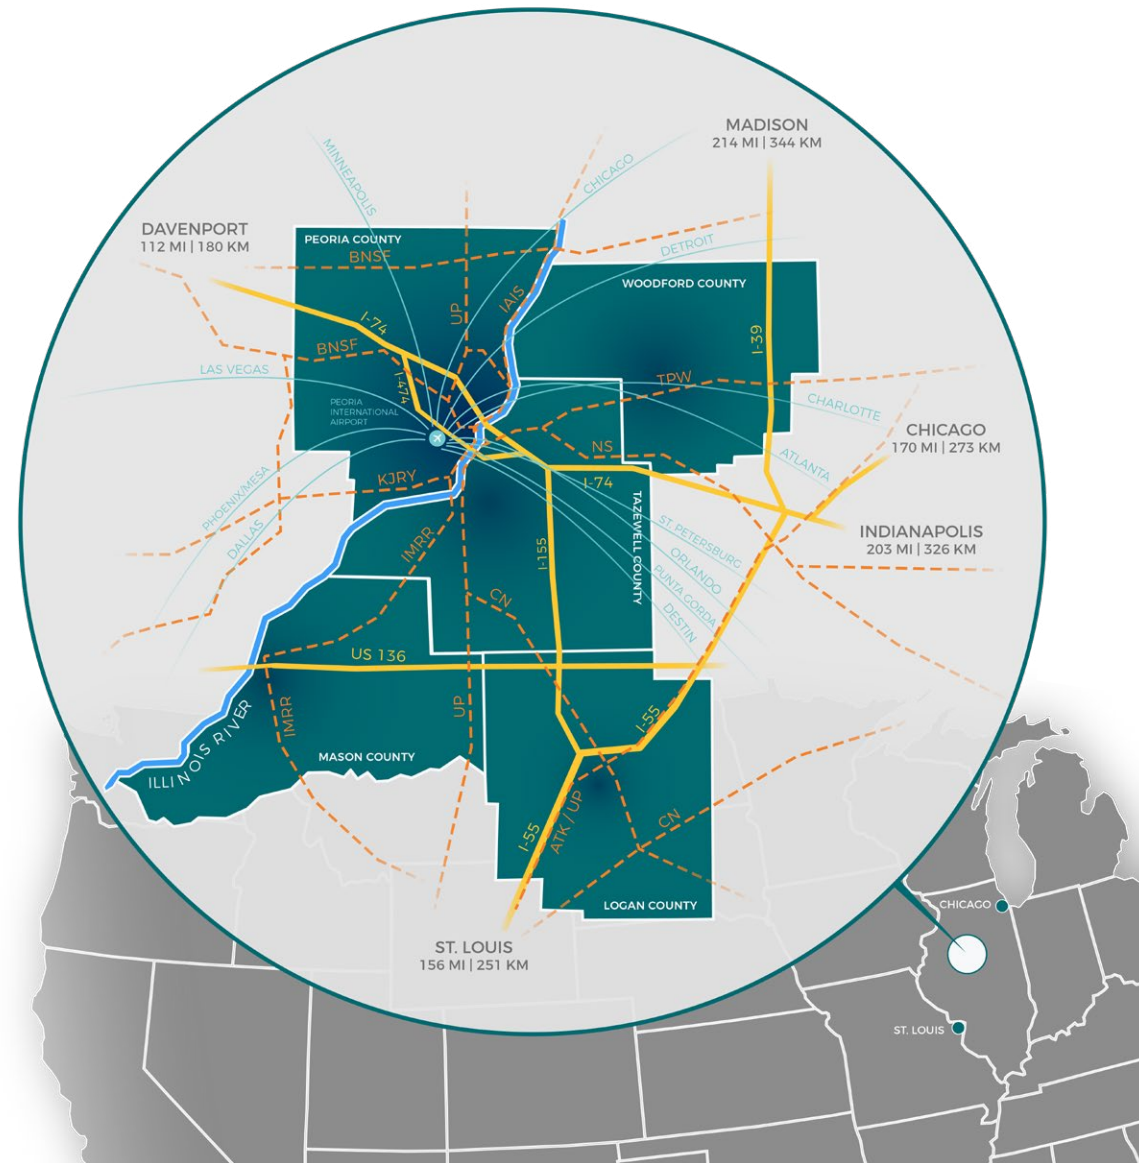 MADISON
214 MI | 344 KM
MINNEAPOLIS
CHICAGO
DAVENPORT
112 MI | 180 KM
PEORIA COUNTY
BNSF
DETROIT
WOODFORD COUNTY
UP
IAIS
I-74
I-39
BNSF
LAS VEGAS
I-474
TPW
PEORIA
INTERNATIONAL
AIRPORT
CHARLOTTE
CHICAGO
170 MI | 273 KM
NS
ATLANTA
KJRY
I-74
PHOENIX/MESA
TAZEWELL COUNTY
ST. PETERSBURG
INDIANAPOLIS
203 MI | 326 KM
DALLAS
IMRR
I-155
ORLANDO
PUNTA GORDA
DESTIN
CN
US 136
IMRR
UP
I-55
ILLINOIS RIVER
MASON COUNTY
I-55
ATK / UP
CN
LOGAN COUNTY
ST. LOUIS
156 MI | 251 KM
CHICAGO
ST. LOUIS